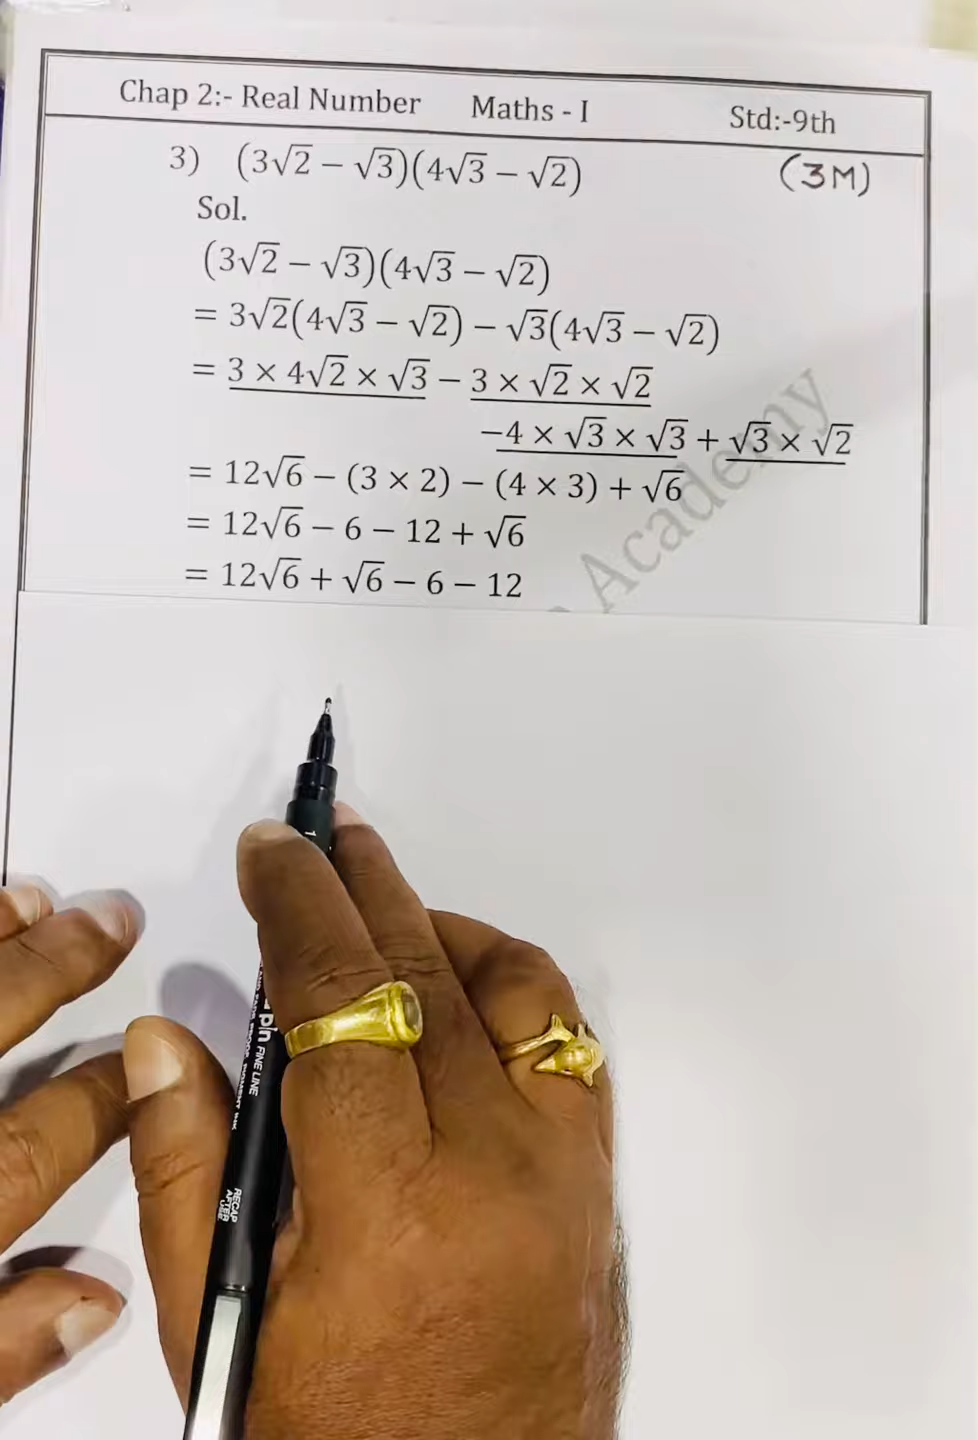 Chap 2:- Real Number Maths - I Std:-9th
3) (3√2 − √3)(4√3 − √2) (3M)
Sol.
(3√2 − √3)(4√3 − √2)
= 3√2(4√3 − √2) − √3(4√3 − √2)
= 3 × 4√2 × √3 − 3 × √2 × √2
−4 × √3 × √3 + √3 × √2
= 12√6 − (3 × 2) − (4 × 3) + √6
= 12√6 − 6 − 12 + √6
= 12√6 + √6 − 6 − 12
Academy
pin FINE LINE
RECAP
AFTER
USE